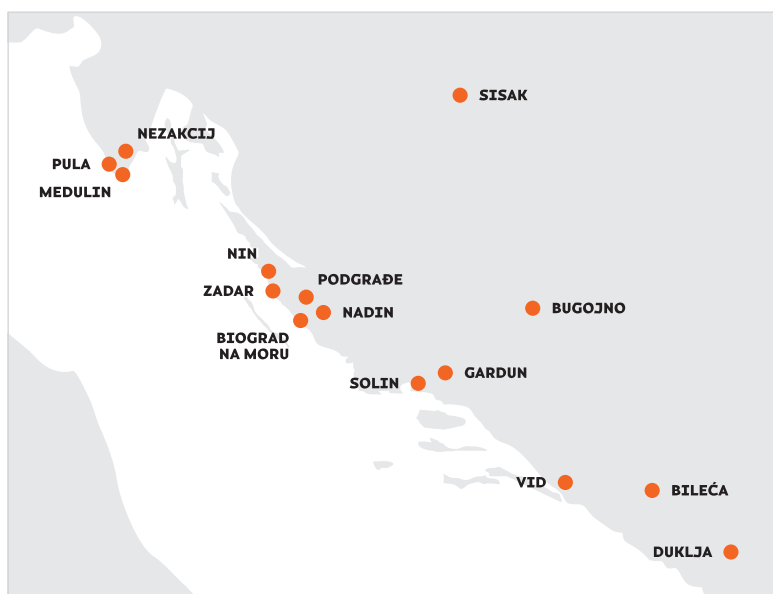 SISAK
NEZAKCIJ
PULA
MEDULIN
NIN
PODGRAĐE
ZADAR
NADIN
BUGOJNO
BIOGRAD
NA MORU
GARDUN
SOLIN
VID
BILEĆA
DUKLJA